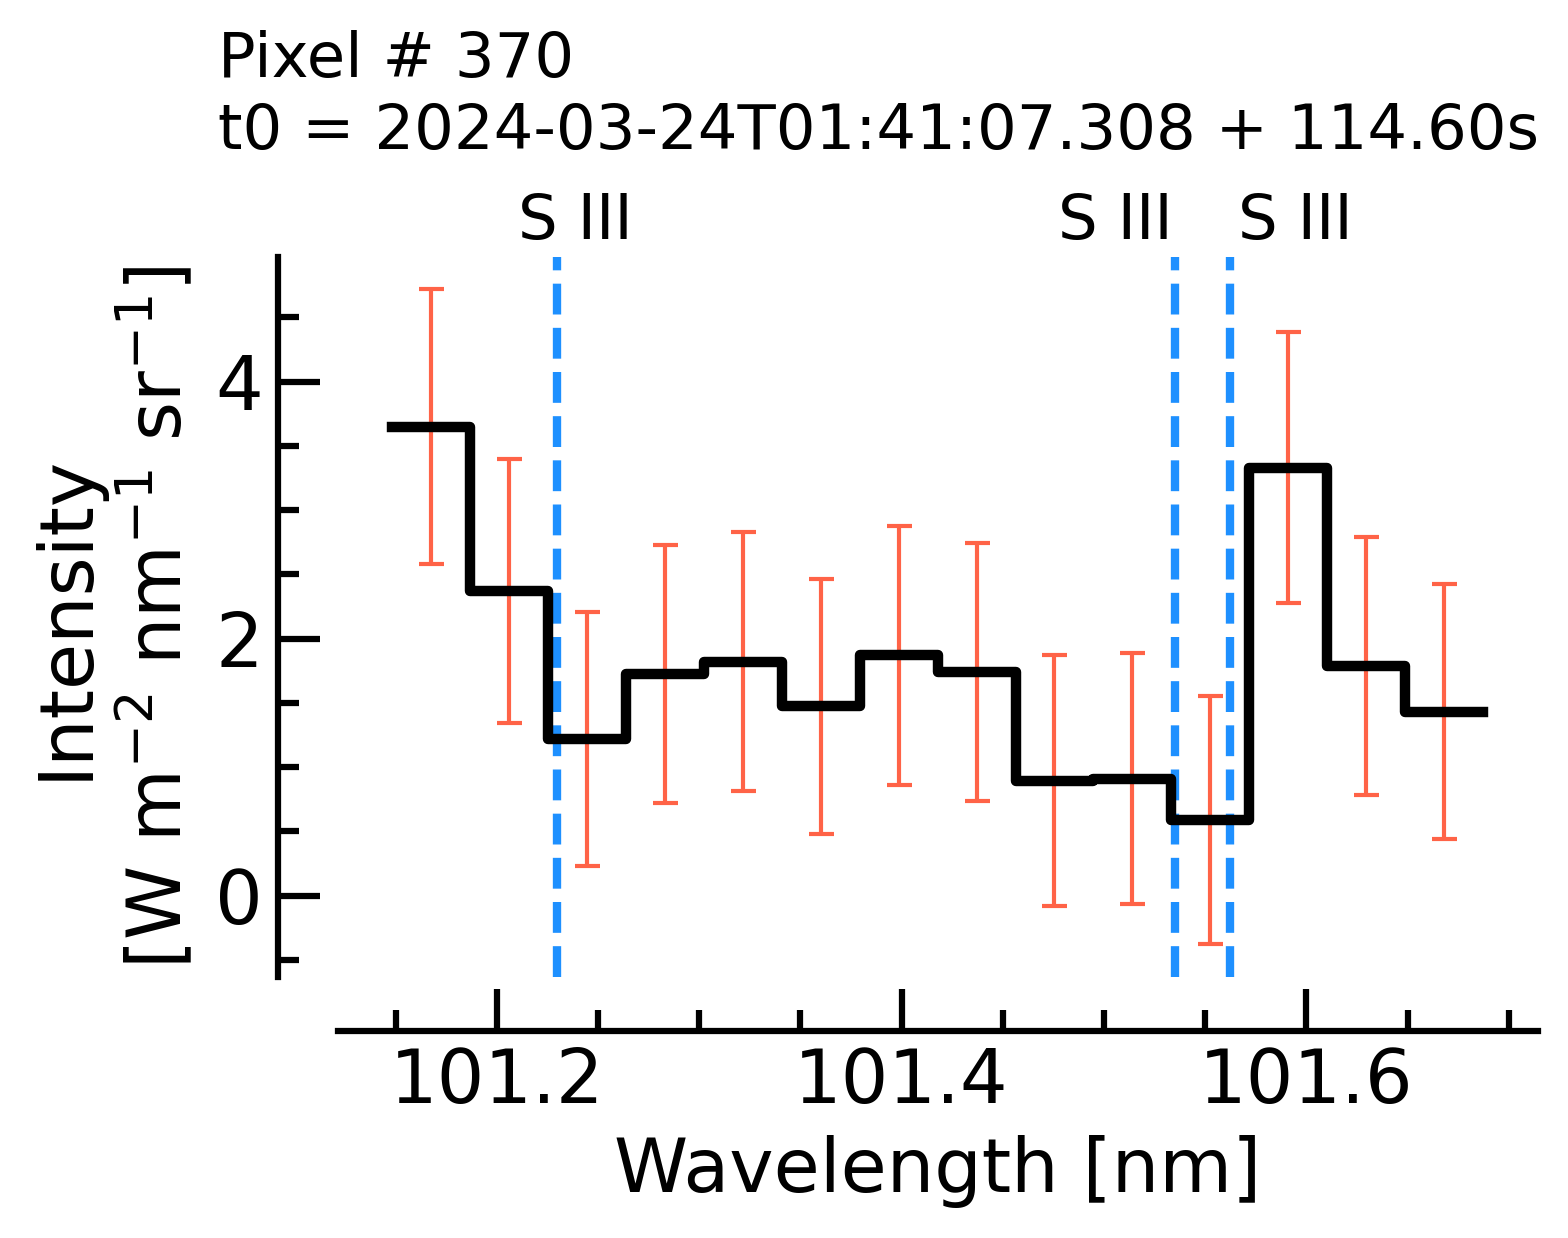 Pixel # 370
t0 = 2024-03-24T01:41:07.308 + 114.60s
S III S III S III
Intensity
[W m⁻² nm⁻¹ sr⁻¹]
4
2
0
101.2 101.4 101.6
Wavelength [nm]